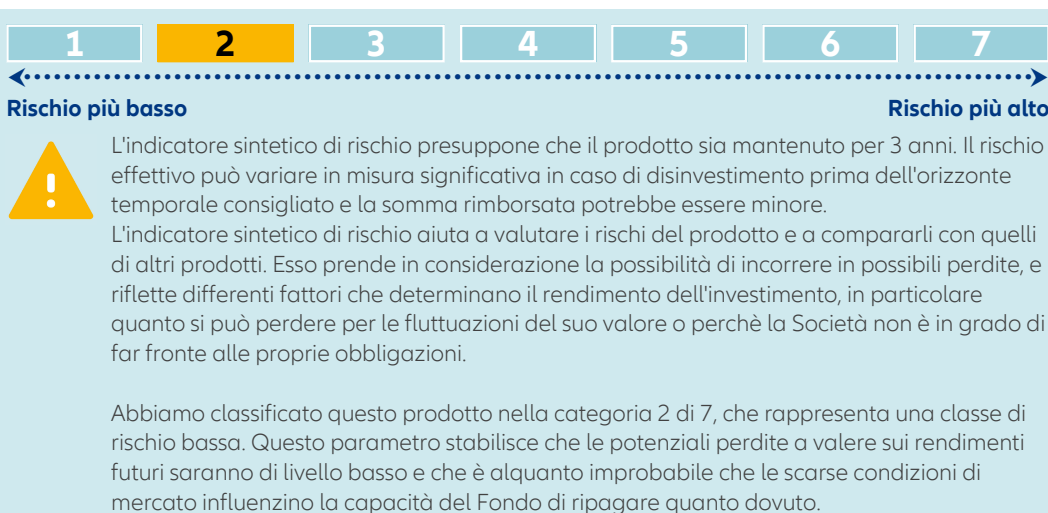 1 2 3 4 5 6 7
Rischio più basso Rischio più alto
L'indicatore sintetico di rischio presuppone che il prodotto sia mantenuto per 3 anni. Il rischio
effettivo può variare in misura significativa in caso di disinvestimento prima dell'orizzonte
temporale consigliato e la somma rimborsata potrebbe essere minore.
L'indicatore sintetico di rischio aiuta a valutare i rischi del prodotto e a compararli con quelli
di altri prodotti. Esso prende in considerazione la possibilità di incorrere in possibili perdite, e
riflette differenti fattori che determinano il rendimento dell'investimento, in particolare
quanto si può perdere per le fluttuazioni del suo valore o perchè la Società non è in grado di
far fronte alle proprie obbligazioni.
Abbiamo classificato questo prodotto nella categoria 2 di 7, che rappresenta una classe di
rischio bassa. Questo parametro stabilisce che le potenziali perdite a valere sui rendimenti
futuri saranno di livello basso e che è alquanto improbabile che le scarse condizioni di
mercato influenzino la capacità del Fondo di ripagare quanto dovuto.